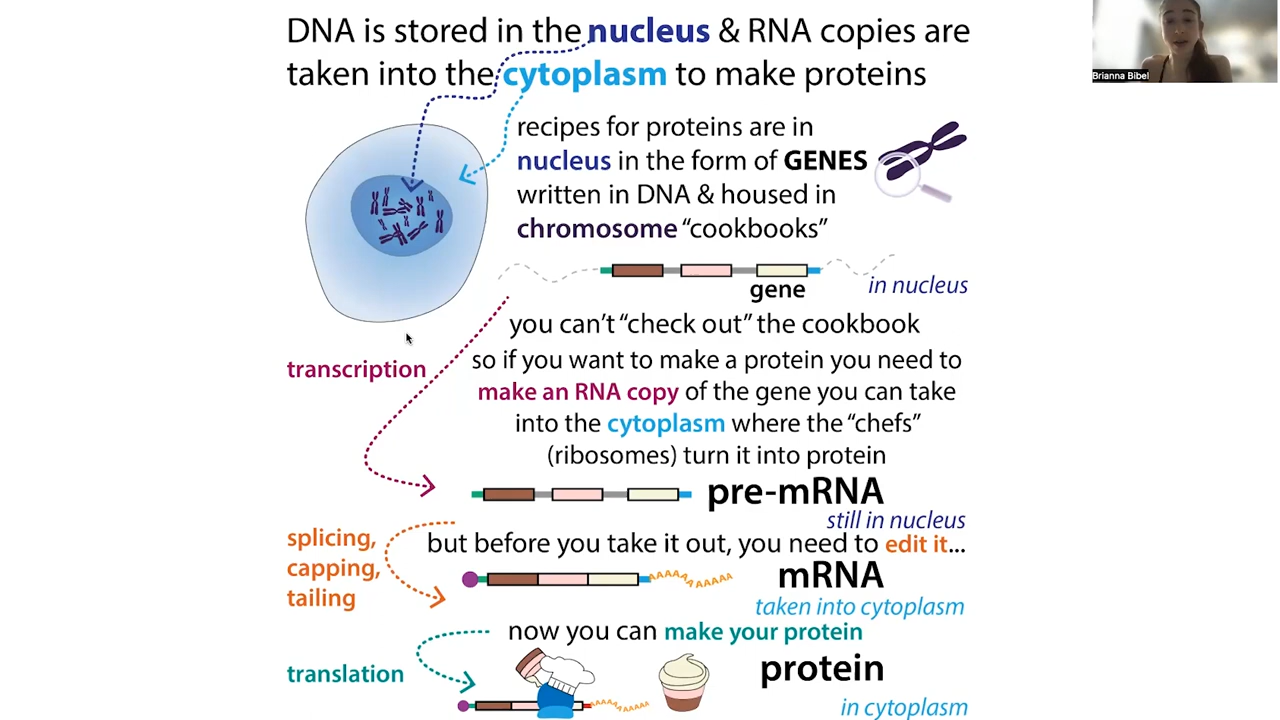 DNA is stored in the nucleus & RNA copies are
taken into the cytoplasm to make proteins
Brianna Bibel
recipes for proteins are in
nucleus in the form of GENES
written in DNA & housed in
chromosome “cookbooks”
gene
in nucleus
you can’t “check out” the cookbook
transcription
so if you want to make a protein you need to
make an RNA copy of the gene you can take
into the cytoplasm where the “chefs”
(ribosomes) turn it into protein
pre-mRNA
still in nucleus
splicing,
capping,
tailing
but before you take it out, you need to edit it...
mRNA
AAAAAAAAAAA
taken into cytoplasm
now you can make your protein
translation
protein
in cytoplasm